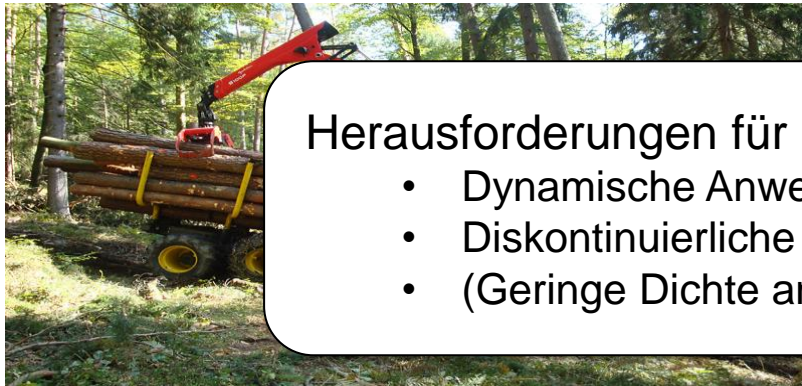 Herausforderungen für
• Dynamische Anwe
• Diskontinuierliche
• (Geringe Dichte an